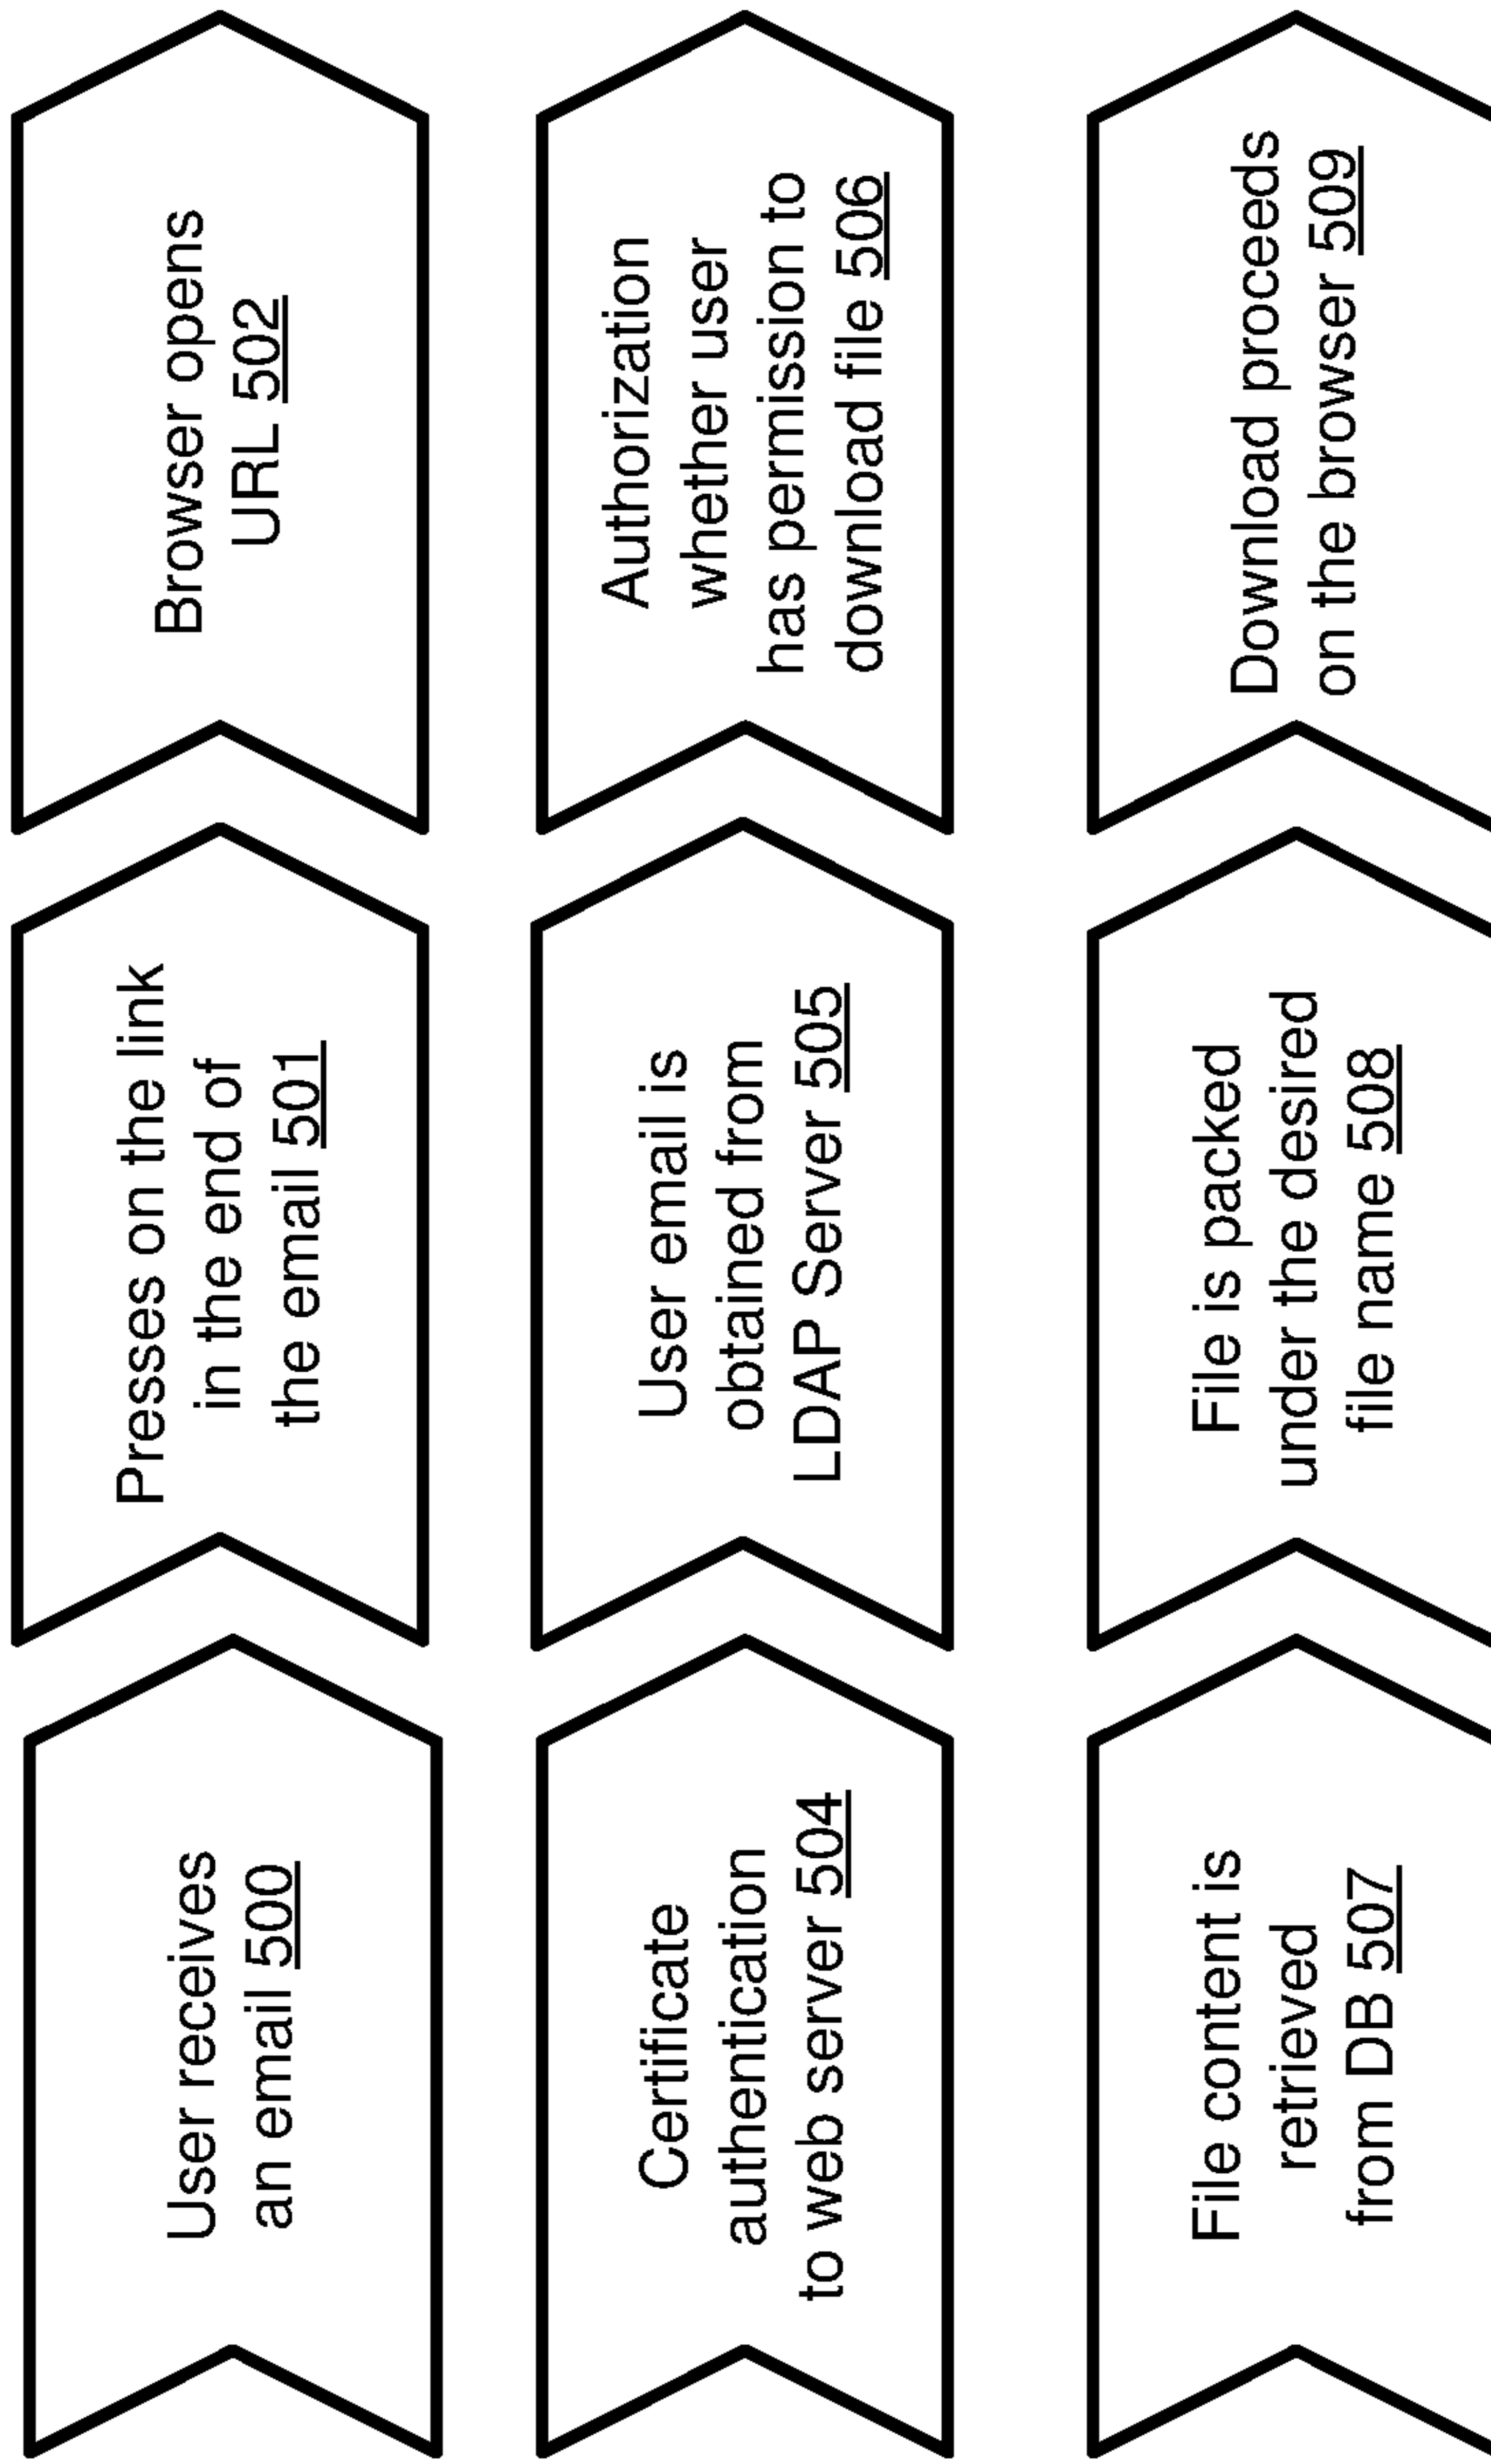 User receives
an email 500
Presses on the link
in the end of
the email 501
Browser opens
URL 502
Certificate
authentication
to web server 504
User email is
obtained from
LDAP Server 505
Authorization
whether user
has permission to
download file 506
File content is
retrieved
from DB 507
File is packed
under the desired
file name 508
Download proceeds
on the browser 509